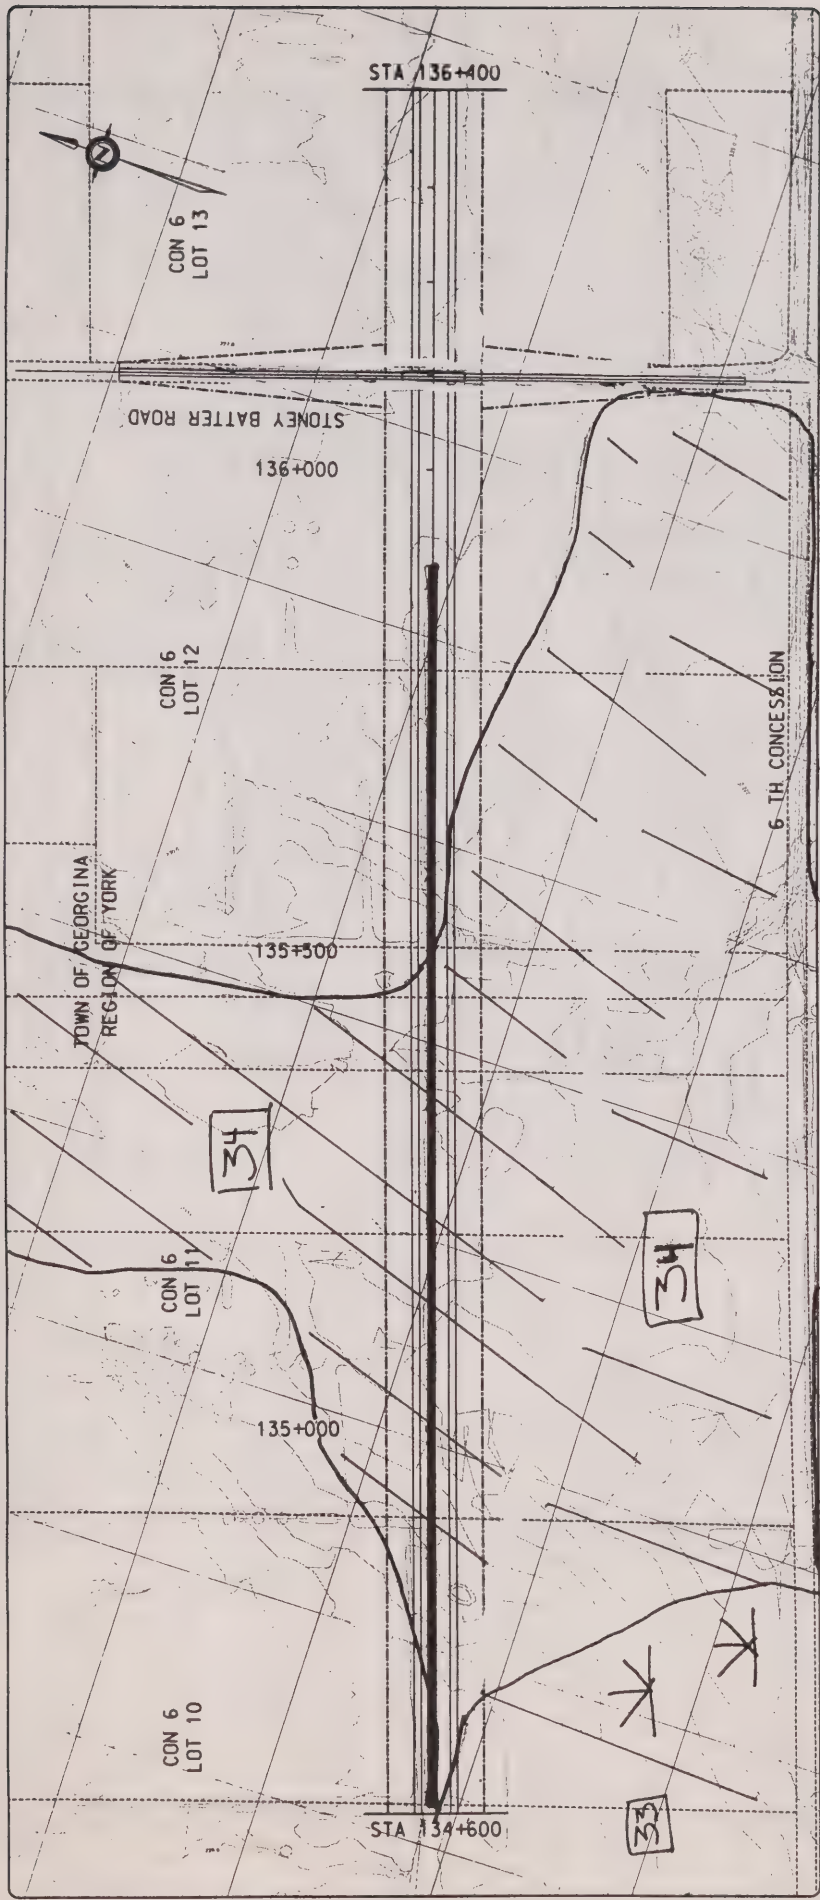 STA 136+400
CON 6
LOT 13
STONEY BATTER ROAD
136+000
CON 6
LOT 12
6 TH CONCESSION
TOWN OF GEORGINA
REGION OF YORK
135+500
34
34
CON 6
LOT 11
135+000
CON 6
LOT 10
STA 134+600
33